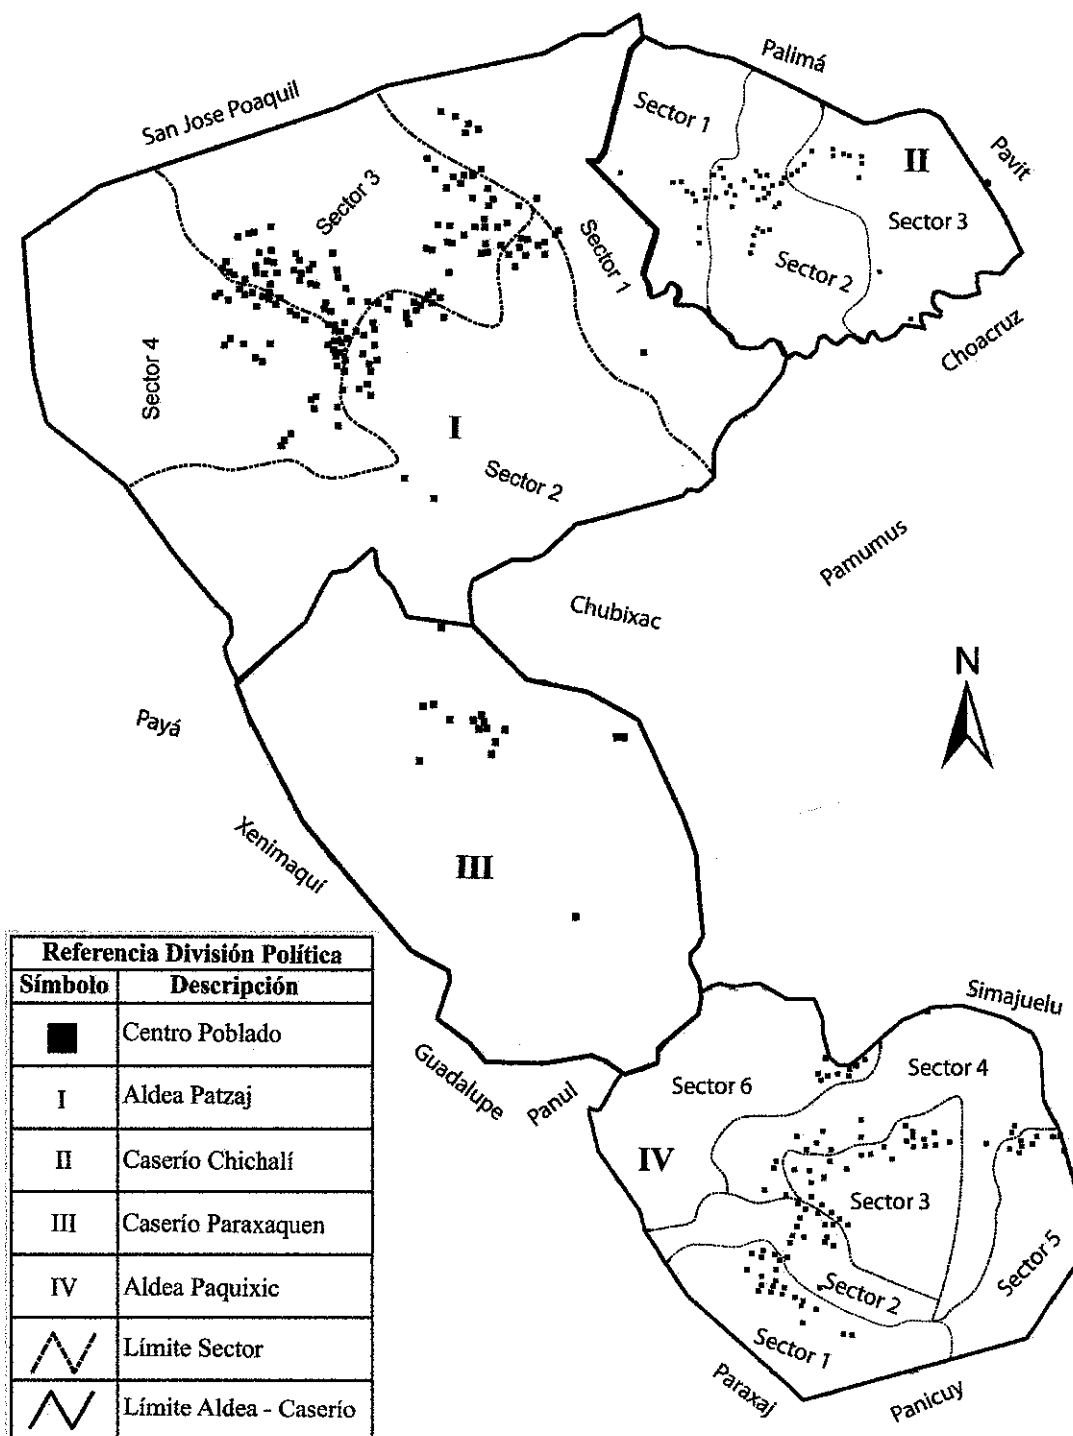 Palimá
San Jose Poaquil
Sector 1
II
Pavit
Sector 3
Sector 3
Sector 1
Sector 2
Choacruz
Sector 4
I
Sector 2
Pamumus
Chubixac
N
Payá
Xenimaquí
III
Referencia División Política
Símbolo Descripción
Centro Poblado
I Aldea Patzaj
II Caserío Chichalí
III Caserío Paraxaquen
IV Aldea Paquixic
Límite Sector
Límite Aldea - Caserío
Simajuelu
Guadalupe
Panul
Sector 6
Sector 4
IV
Sector 3
Sector 5
Sector 2
Sector 1
Paraxaj
Panicuy